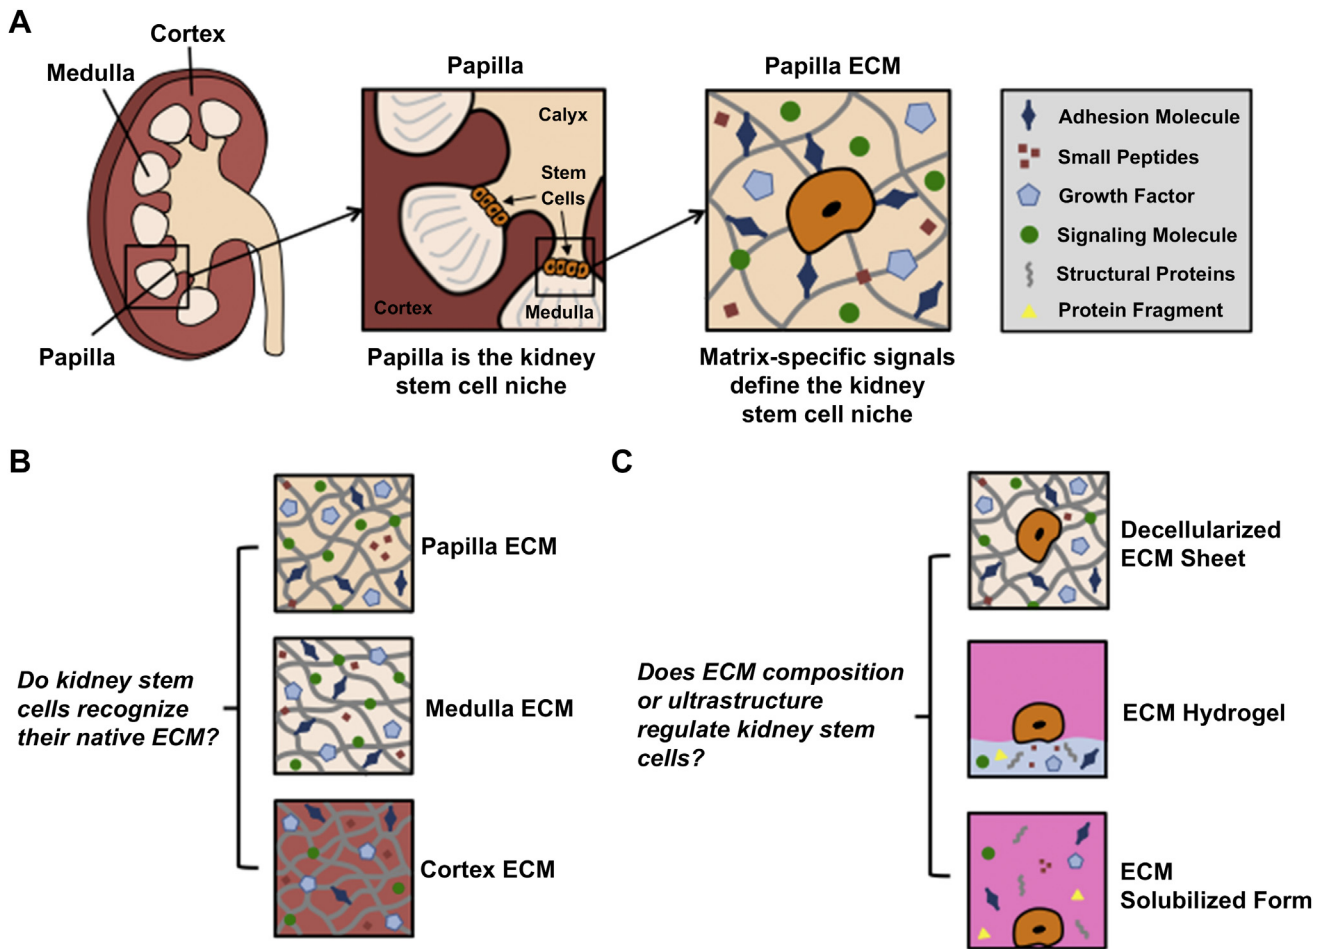 A
Cortex
Medulla
Papilla
Papilla
Calyx
Stem
Cells
Cortex
Medulla
Papilla is the kidney
stem cell niche
Papilla ECM
Matrix-specific signals
define the kidney
stem cell niche
Adhesion Molecule
Small Peptides
Growth Factor
Signaling Molecule
Structural Proteins
Protein Fragment
B
Do kidney stem
cells recognize
their native ECM?
Papilla ECM
Medulla ECM
Cortex ECM
C
Does ECM composition
or ultrastructure
regulate kidney stem
cells?
Decellularized
ECM Sheet
ECM Hydrogel
ECM
Solubilized Form